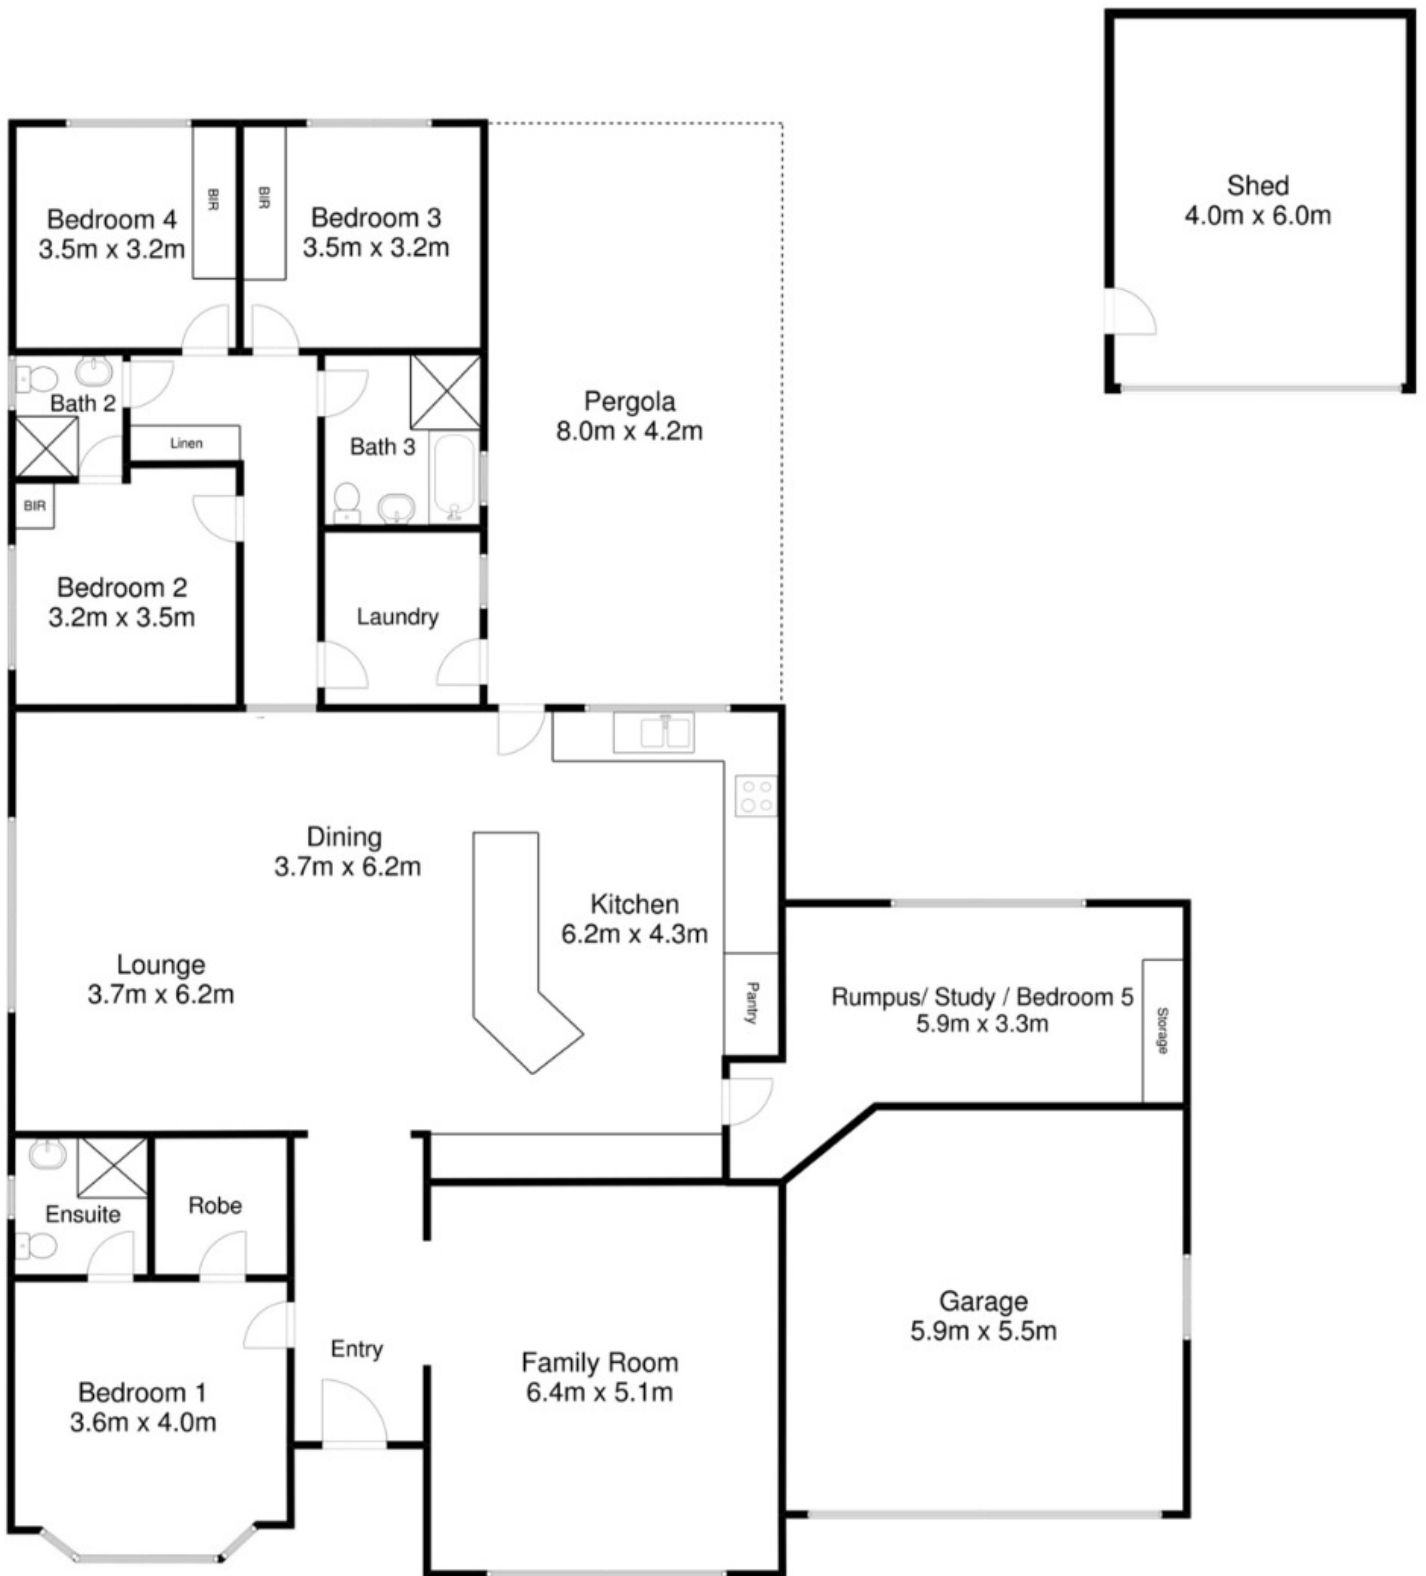 Shed
4.0m x 6.0m
Bedroom 4
3.5m x 3.2m
BIR
BIR
Bedroom 3
3.5m x 3.2m
Bath 2
Linen
Bath 3
Pergola
8.0m x 4.2m
BIR
Bedroom 2
3.2m x 3.5m
Laundry
Dining
3.7m x 6.2m
Kitchen
6.2m x 4.3m
Lounge
3.7m x 6.2m
Pantry
Rumpus/ Study / Bedroom 5
5.9m x 3.3m
Storage
Ensuite
Robe
Garage
5.9m x 5.5m
Entry
Family Room
6.4m x 5.1m
Bedroom 1
3.6m x 4.0m